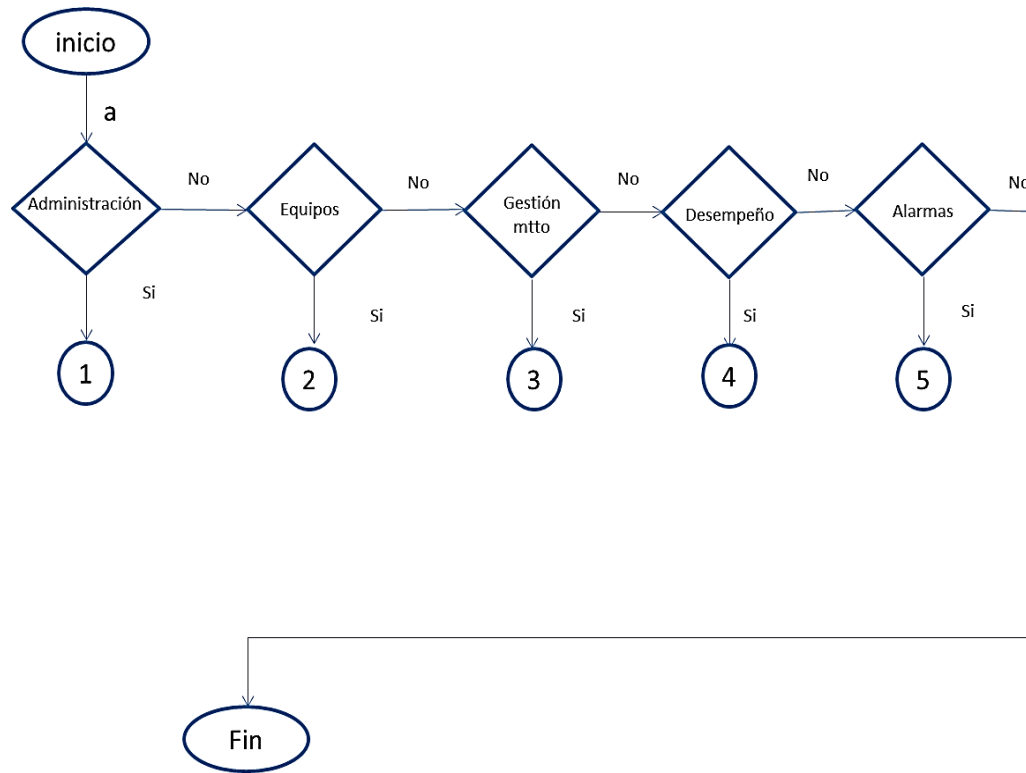 inicio
a
Administración
No
Equipos
No
Gestión
mtto
No
Desempeño
No
Alarmas
No
Si
Si
Si
Si
Si
1
2
3
4
5
Fin